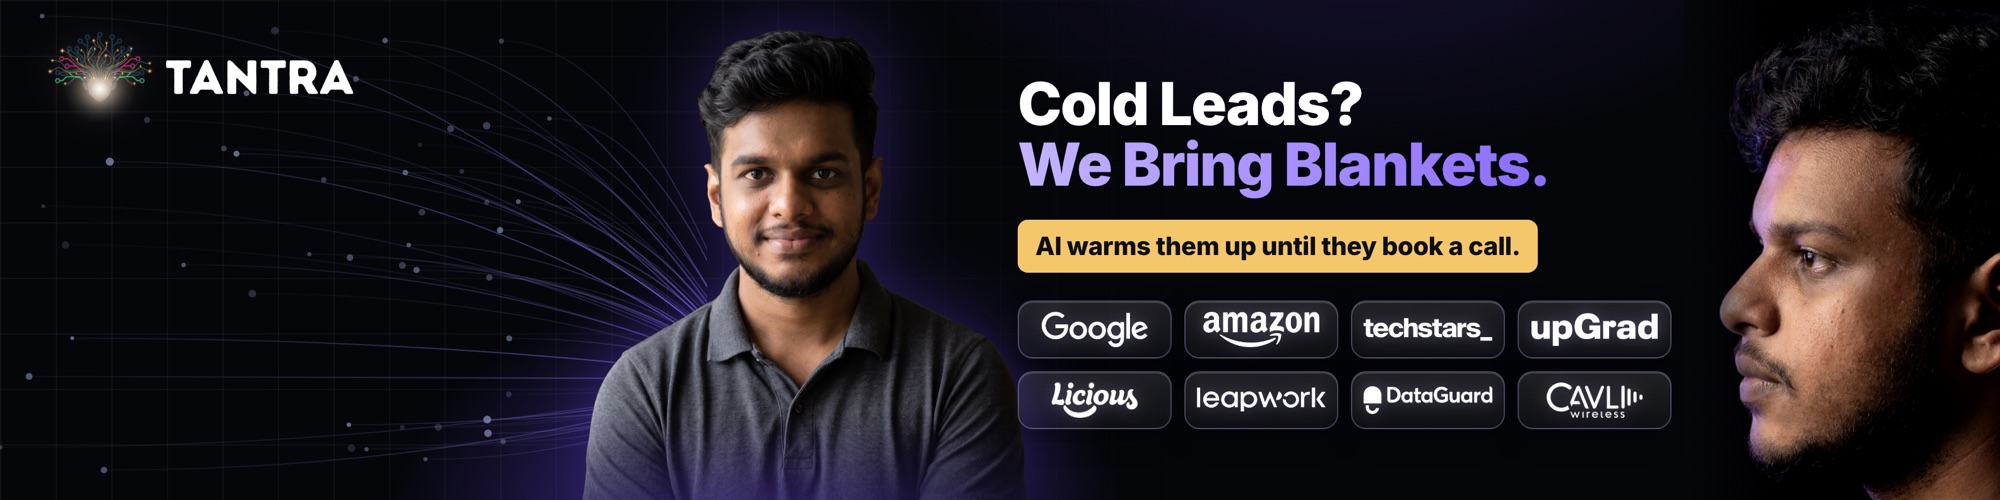 TANTRA
Cold Leads?
We Bring Blankets.
AI warms them up until they book a call.
Google
amazon
techstars_
upGrad
Licious
leapwork
DataGuard
CAVLI
wireless